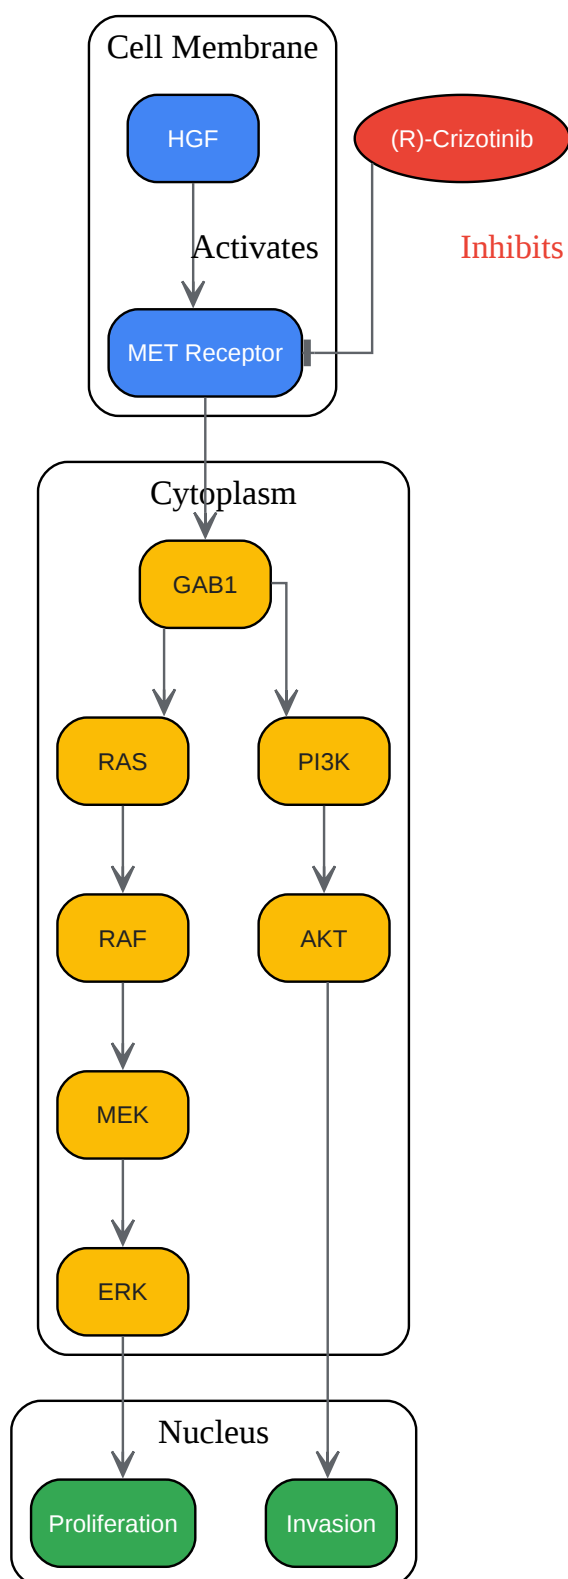 Cell Membrane
HGF
(R)-Crizotinib
Activates
Inhibits
MET Receptor
Cytoplasm
GAB1
RAS
PI3K
RAF
AKT
MEK
ERK
Nucleus
Proliferation
Invasion